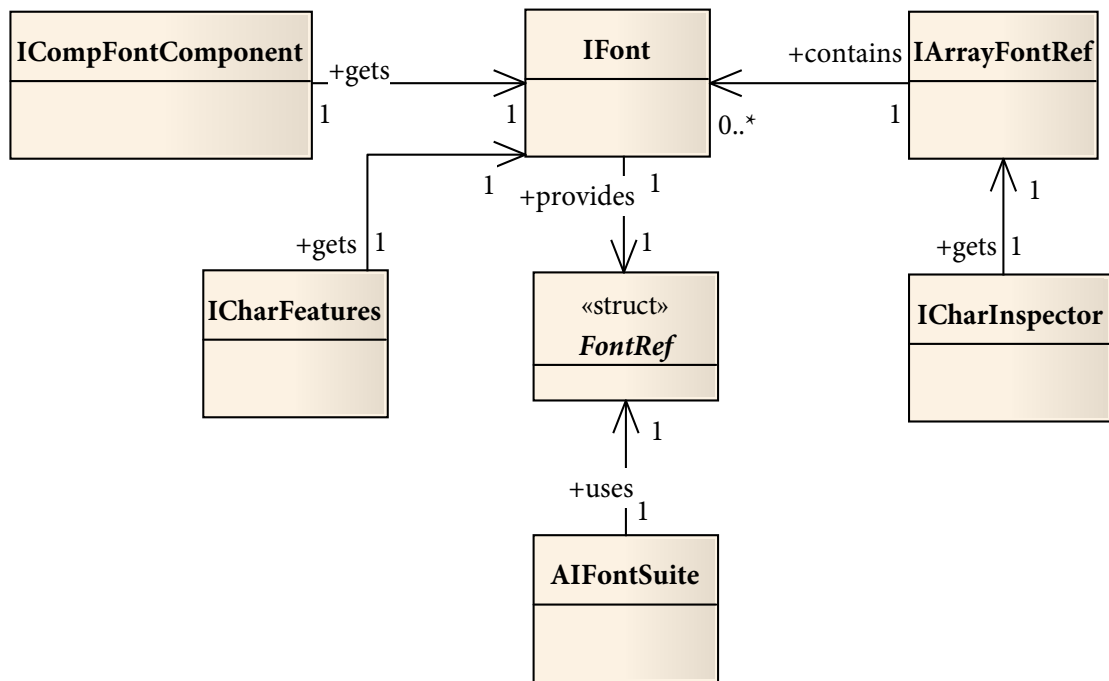 ICompFontComponent
+gets
1
1
IFont
+contains
0..*
1
IArrayFontRef
1
+gets
1
ICharFeatures
1
+provides
1
«struct»
FontRef
1
+gets
1
ICharInspector
1
+uses
1
AIFontSuite